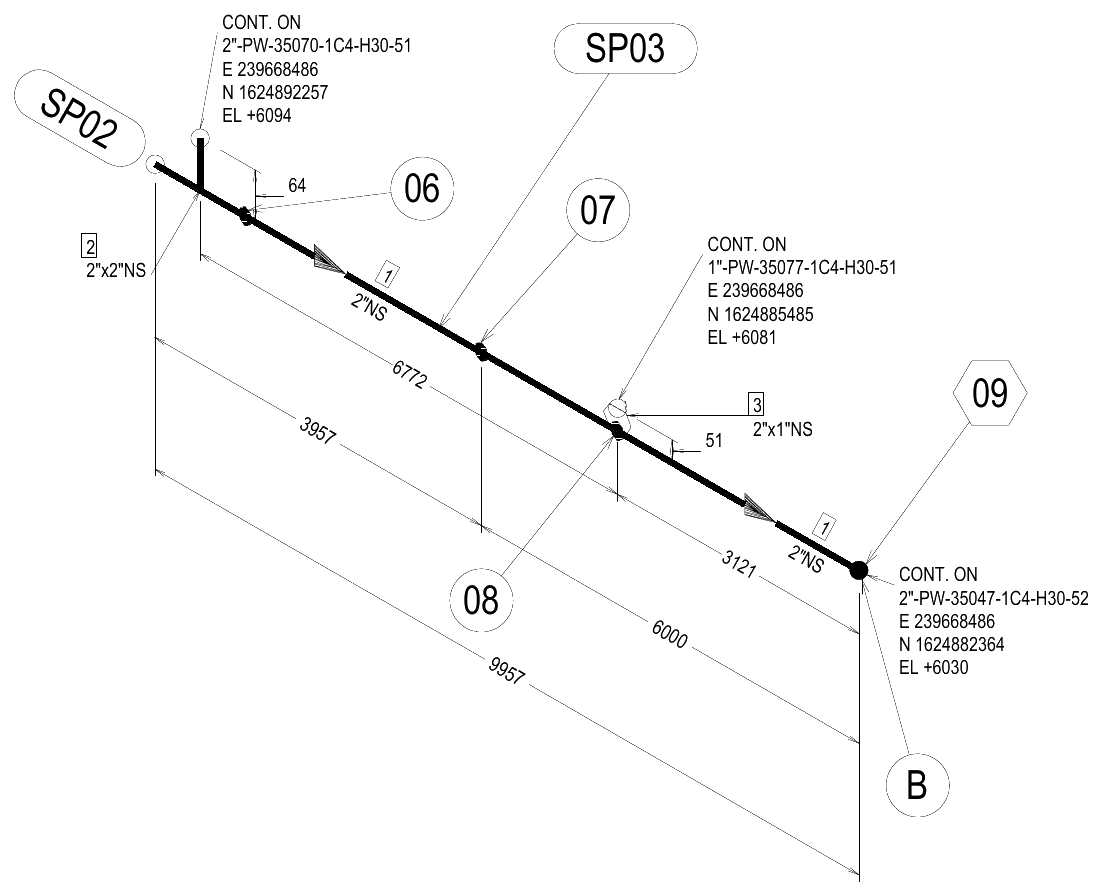 CONT. ON
2"-PW-35070-1C4-H30-51
E 239668486
N 1624892257
EL +6094
SP03
SP02
64
06
07
2
2"x2"NS
1
2"NS
CONT. ON
1"-PW-35077-1C4-H30-51
E 239668486
N 1624885485
EL +6081
6772
3957
3
2"x1"NS
51
09
1
2"NS
3121
08
CONT. ON
2"-PW-35047-1C4-H30-52
E 239668486
N 1624882364
EL +6030
6000
9957
B